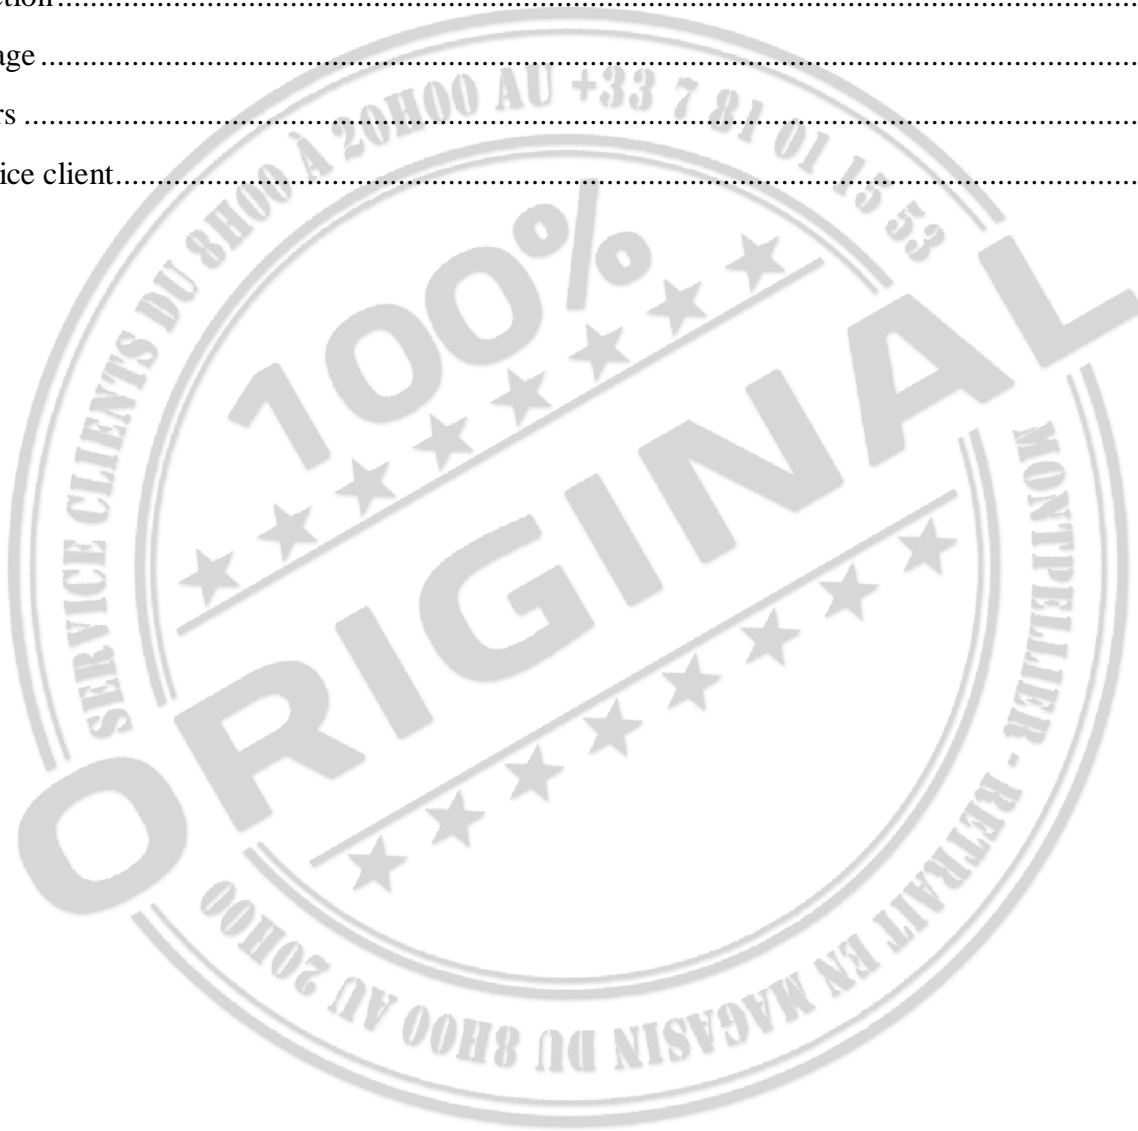 ction........................................................................
age........................................................................
rs ........................................................................
ice client........................................................................
SERVICE CLIENTS DU 8H00 À 20H00 AU +33 7 81 01 15 53
100%
ORIGINAL
MONTPELLIER - RETRAIT EN MAGASIN DU 8H00 AU 20H00